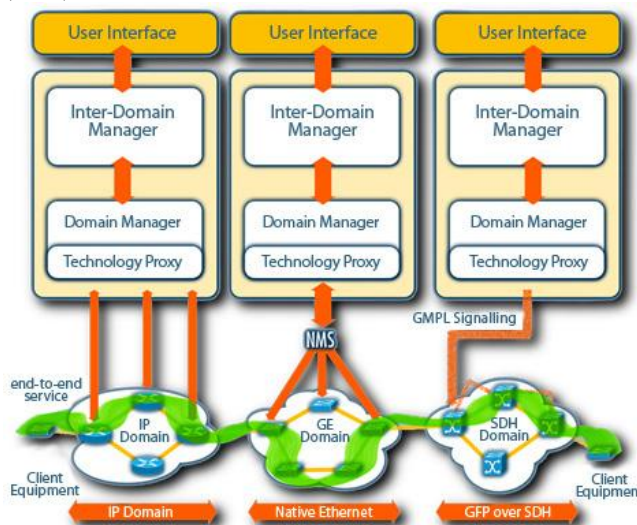 User Interface
User Interface
User Interface
Inter-Domain
Manager
Inter-Domain
Manager
Inter-Domain
Manager
Domain Manager
Technology Proxy
Domain Manager
Technology Proxy
Domain Manager
Technology Proxy
GMPL Signalling
NMS
end-to-end
service
IP
Domain
GE
Domain
SDH
Domain
Client
Equipment
Client
Equipment
IP Domain
Native Ethernet
GFP over SDH